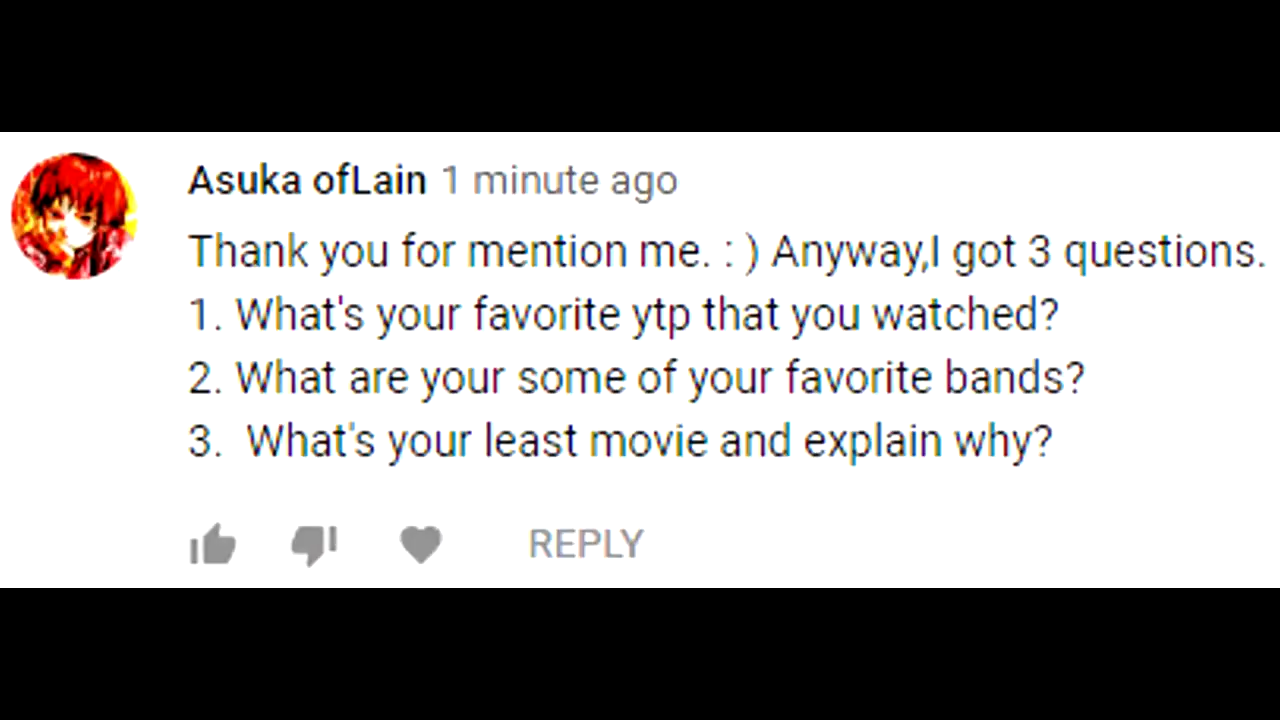 Asuka ofLain 1 minute ago
Thank you for mention me. : ) Anyway,I got 3 questions.
1. What's your favorite ytp that you watched?
2. What are your some of your favorite bands?
3.  What's your least movie and explain why?
REPLY